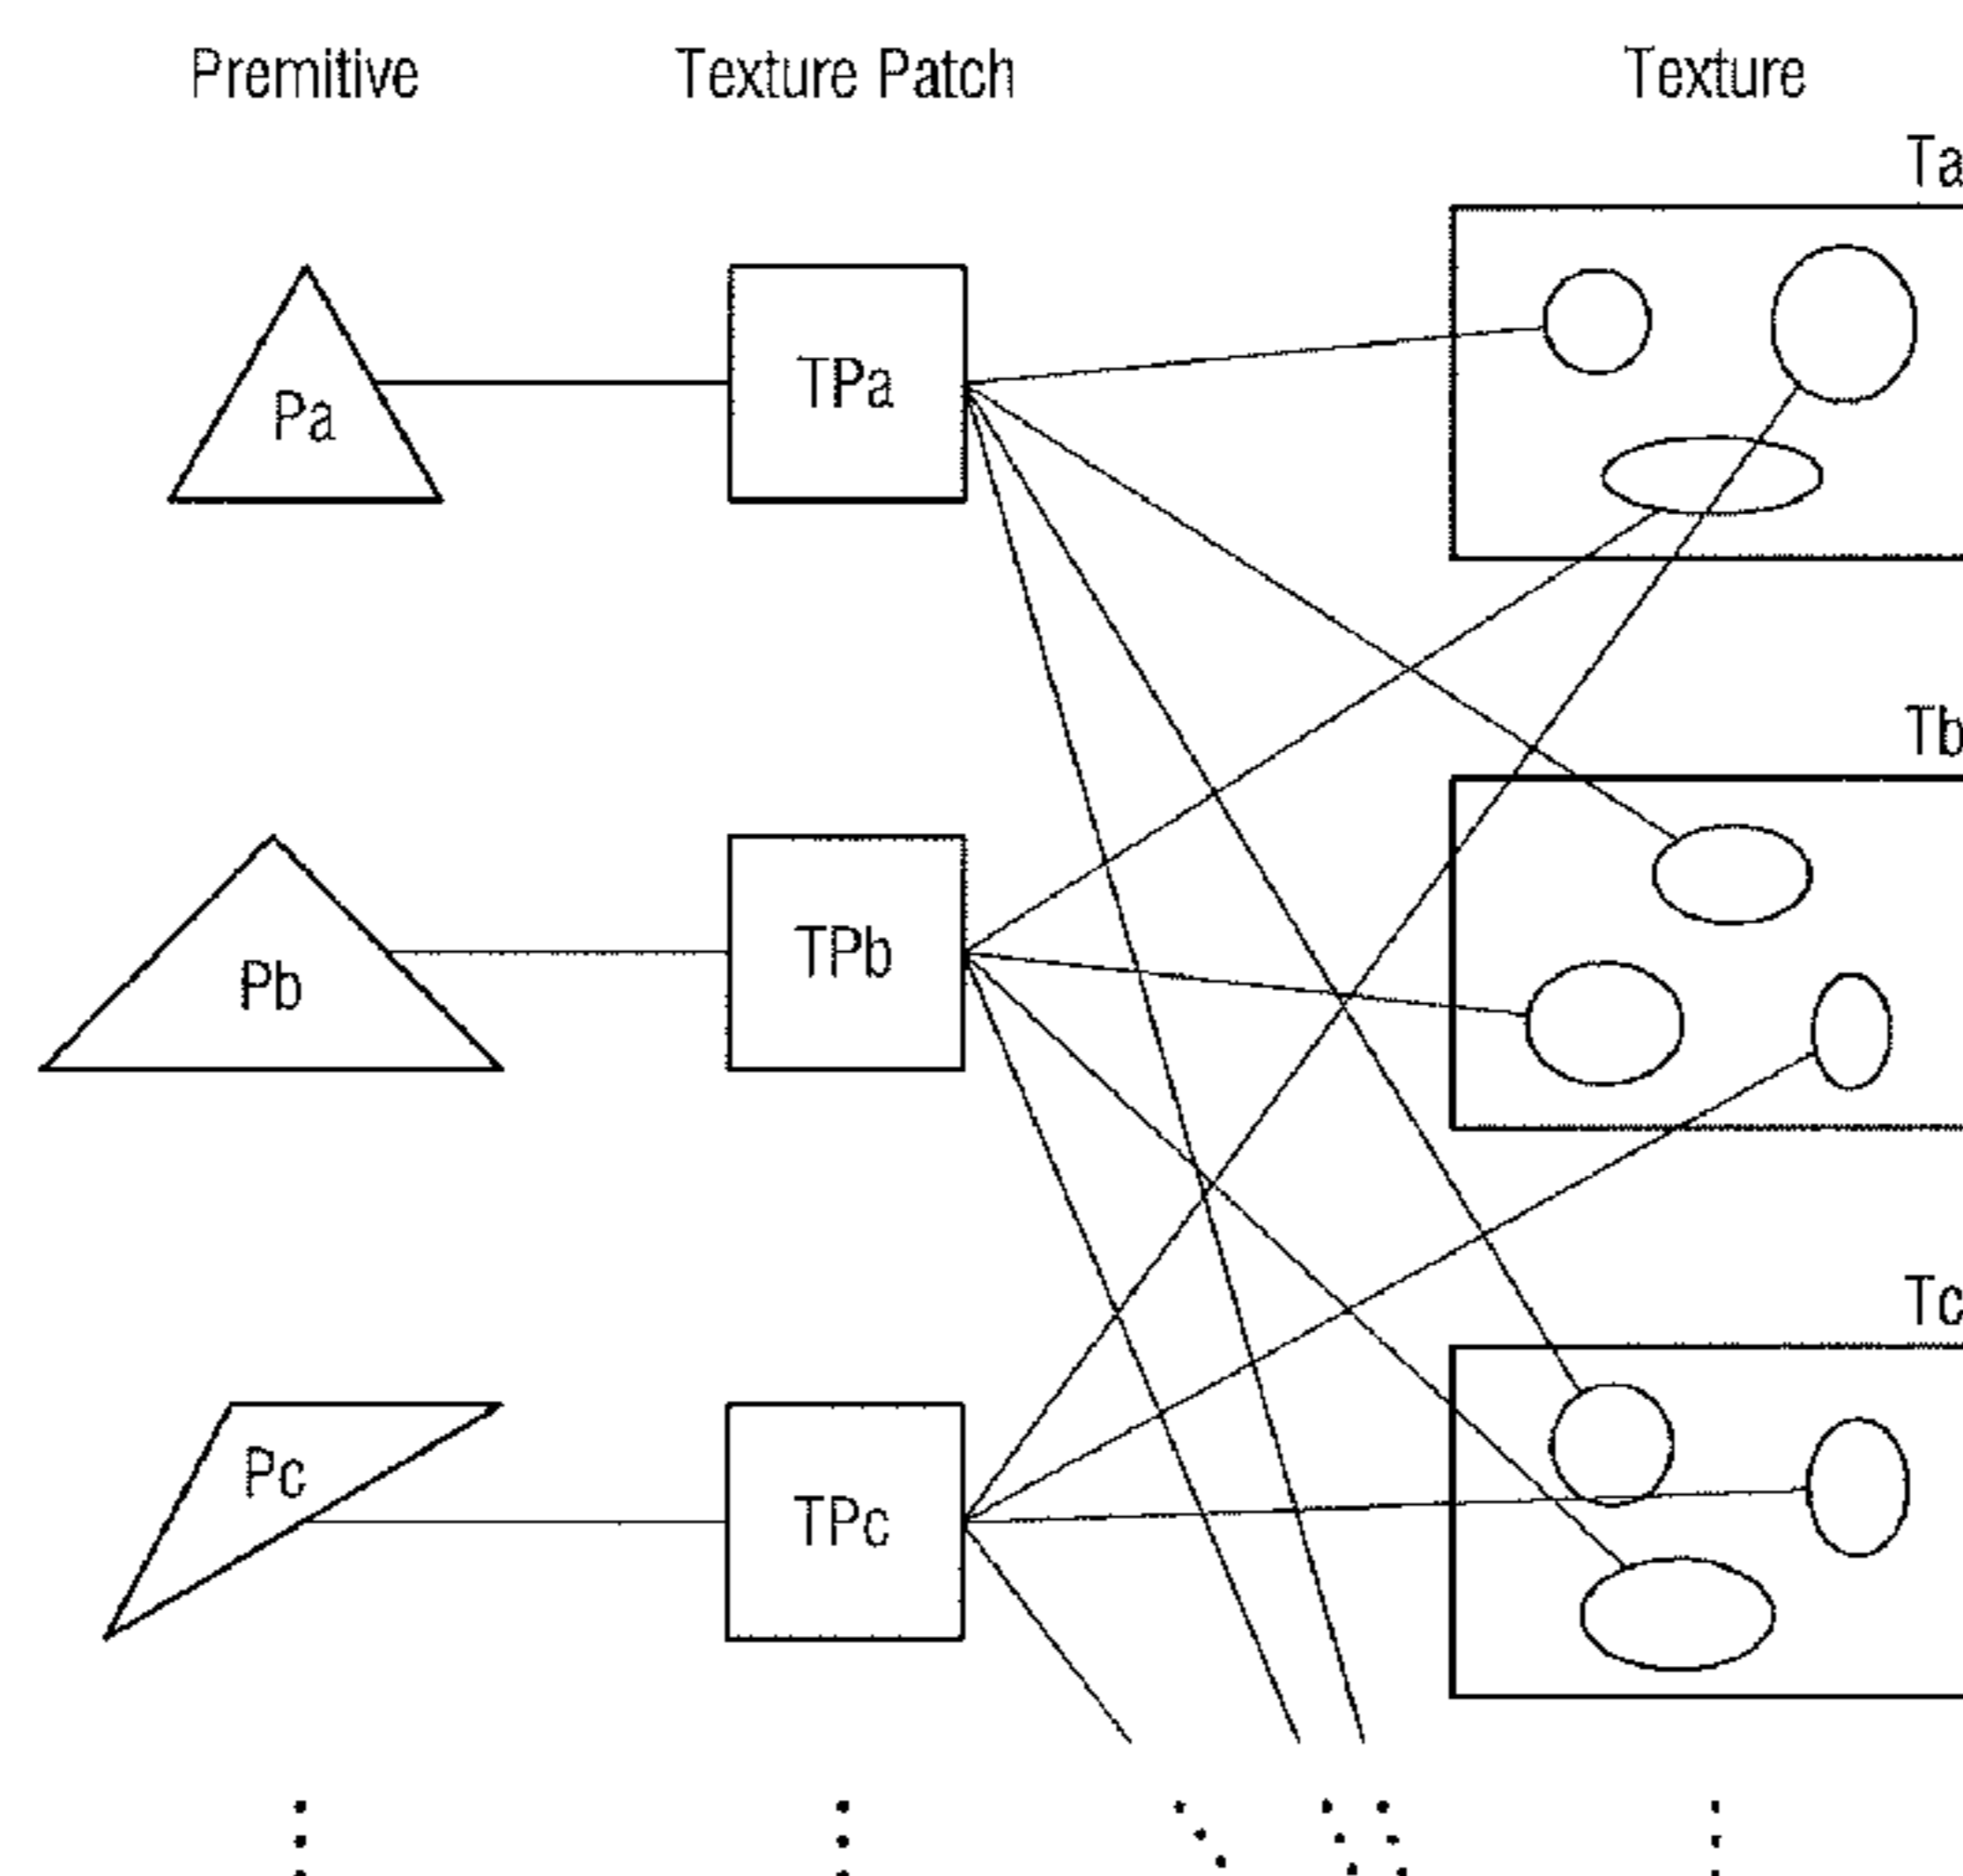 Premitive Texture Patch Texture
Ta
Pa TPa
Tb
Pb TPb
Tc
Pc TPc